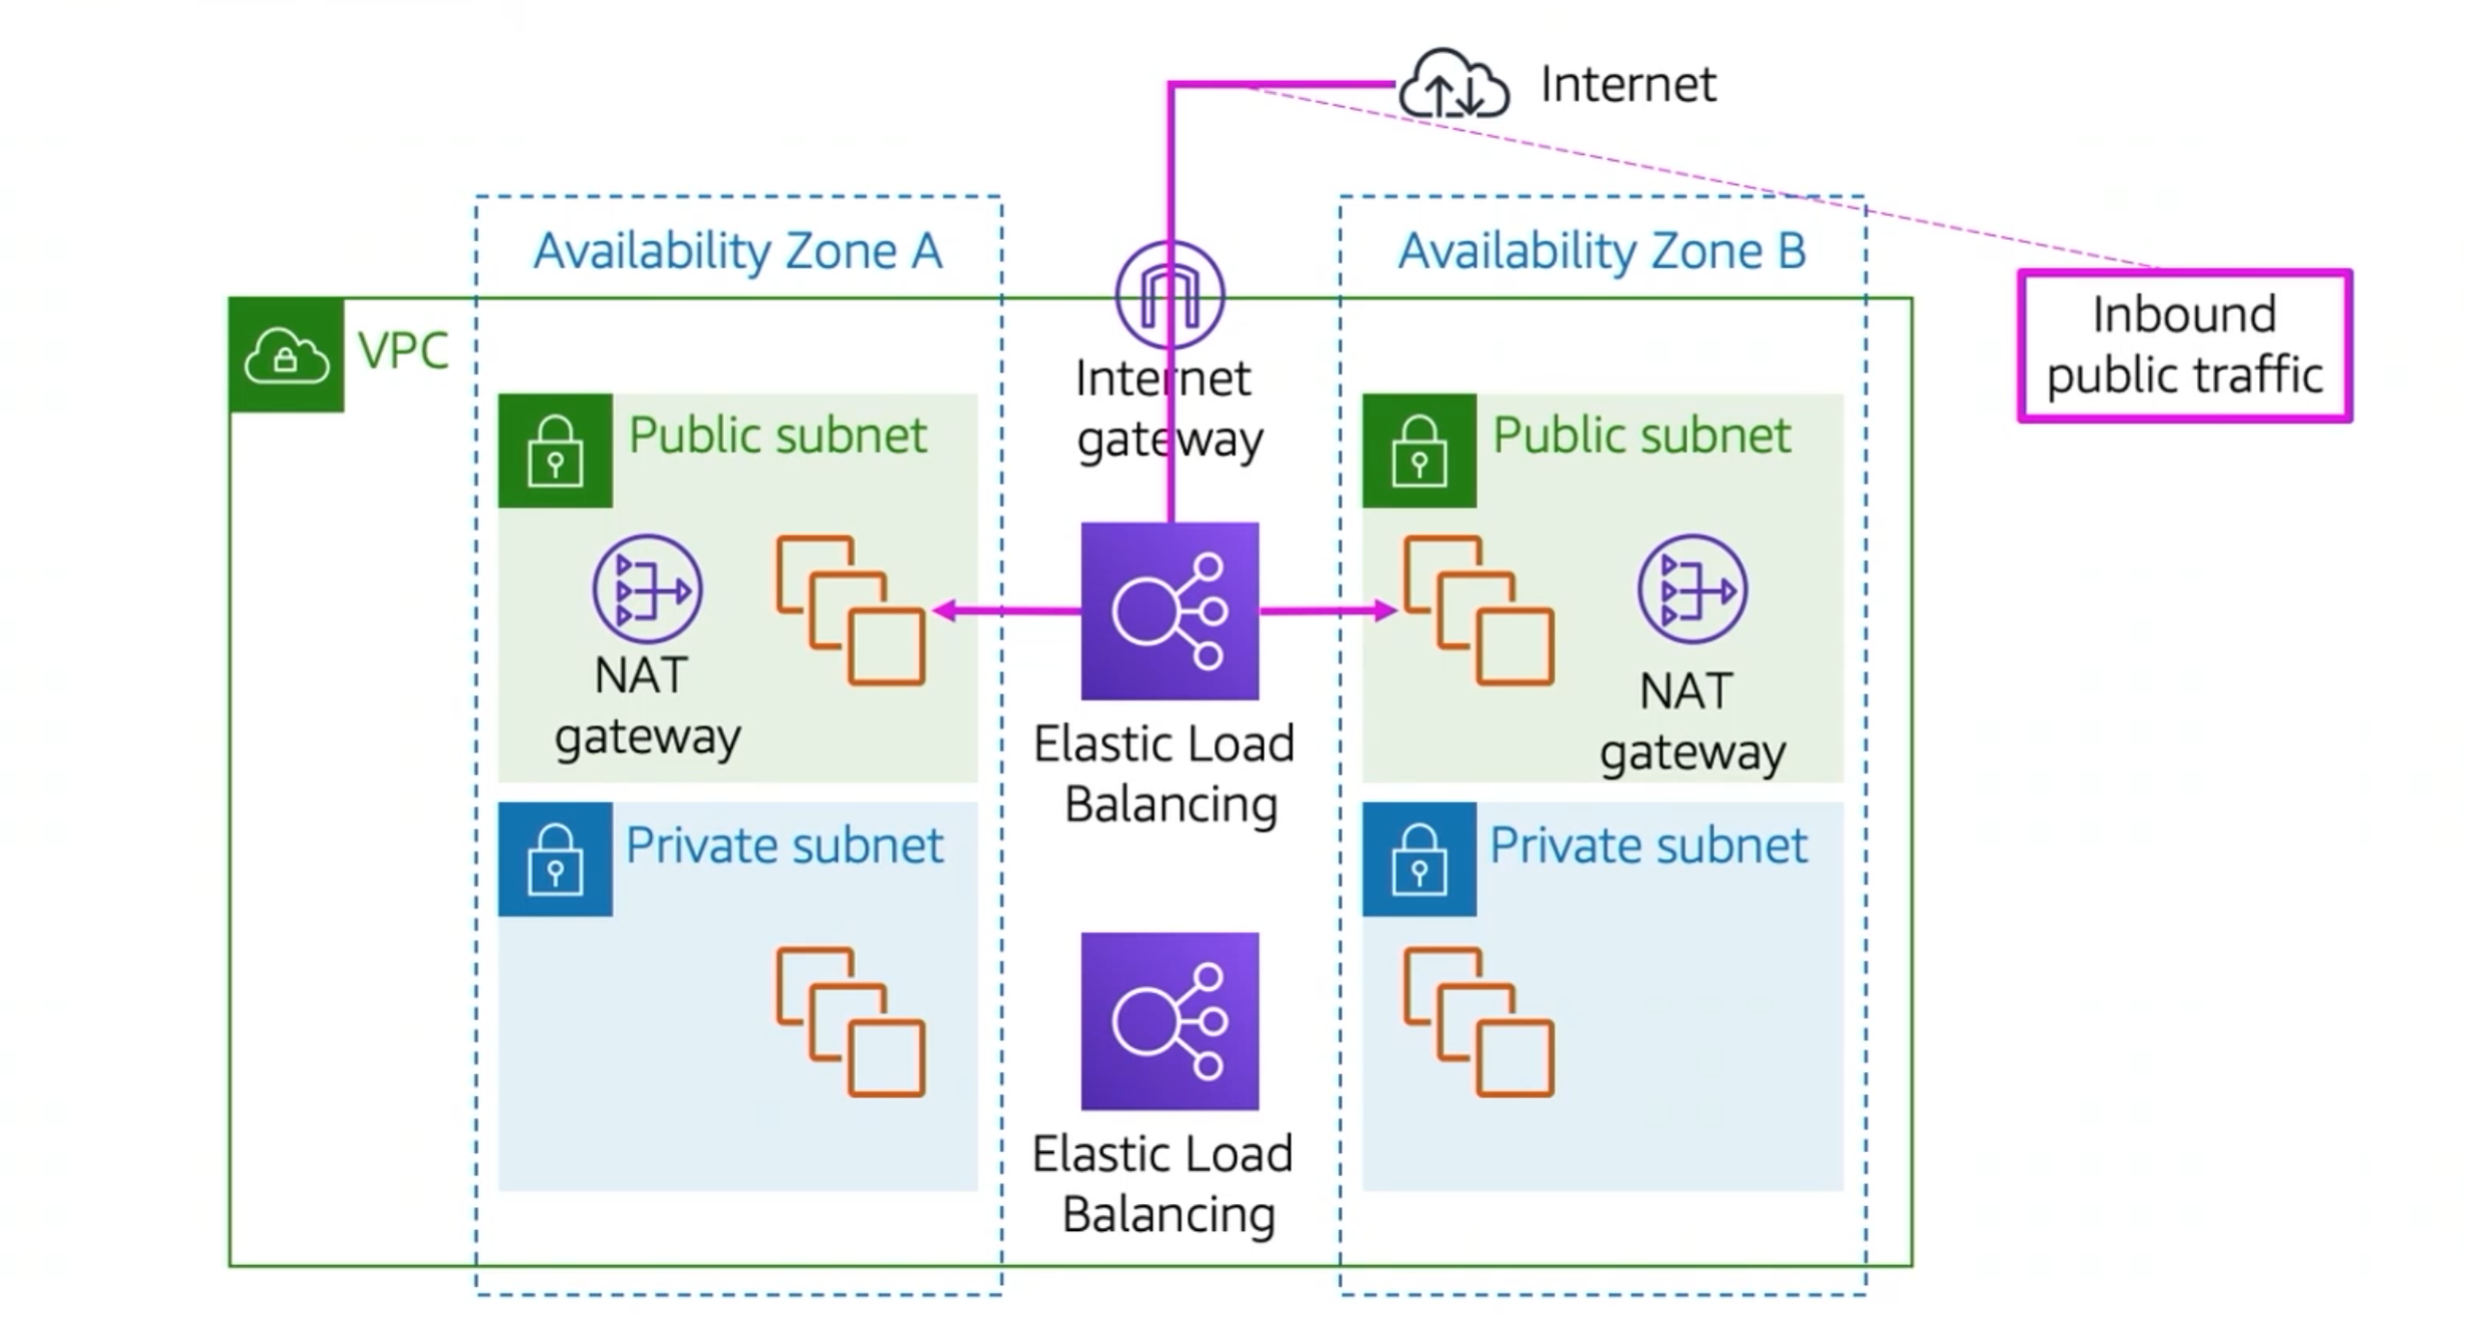 Internet
Availability Zone A
Availability Zone B
Inbound
public traffic
VPC
Internet
gateway
Public subnet
Public subnet
NAT
gateway
NAT
gateway
Elastic Load
Balancing
Private subnet
Private subnet
Elastic Load
Balancing